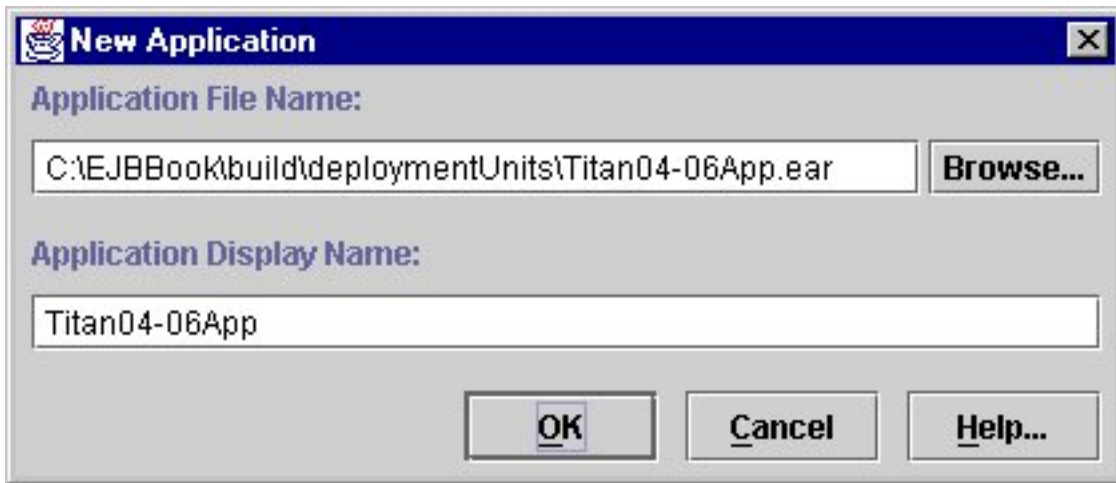 New Application
Application File Name:
C:\EJBBook\build\deploymentUnits\Titan04-06App.ear Browse...
Application Display Name:
Titan04-06App
OK Cancel Help...